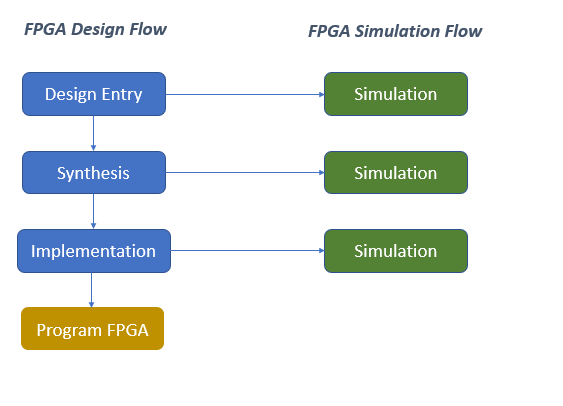 FPGA Design Flow
FPGA Simulation Flow
Design Entry
Simulation
Synthesis
Simulation
Implementation
Simulation
Program FPGA